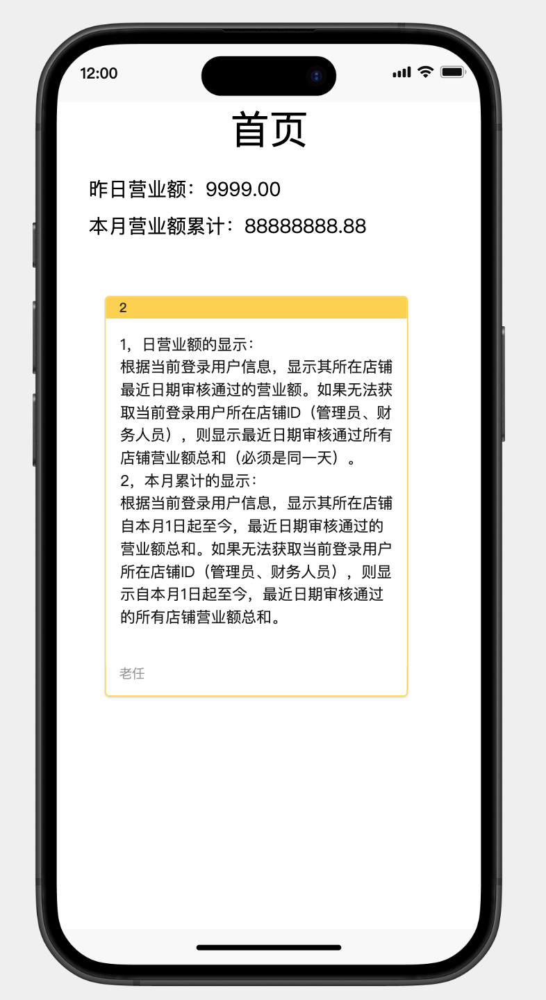 12:00
首页
昨日营业额：9999.00
本月营业额累计：88888888.88
2
1，日营业额的显示：
根据当前登录用户信息，显示其所在店铺
最近日期审核通过的营业额。如果无法获
取当前登录用户所在店铺ID（管理员、财
务人员），则显示最近日期审核通过所有
店铺营业额总和（必须是同一天）。
2，本月累计的显示：
根据当前登录用户信息，显示其所在店铺
自本月1日起至今，最近日期审核通过的
营业额总和。如果无法获取当前登录用户
所在店铺ID（管理员、财务人员），则显
示自本月1日起至今，最近日期审核通过
的所有店铺营业额总和。
老任